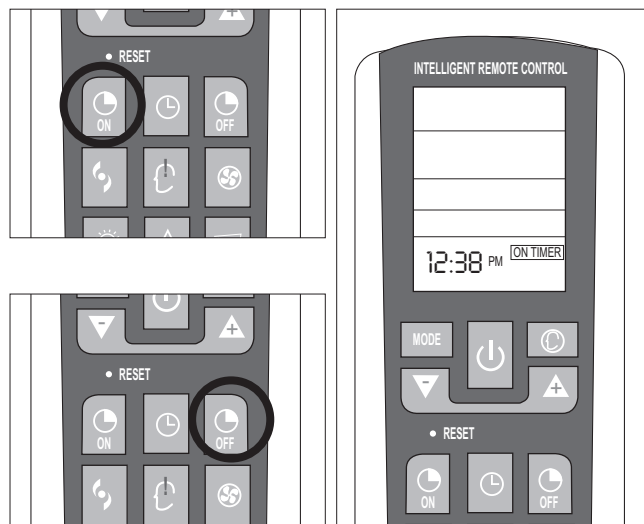 RESET
ON
OFF
RESET
ON
OFF
INTELLIGENT REMOTE CONTROL
12:38 PM ON TIMER
MODE
RESET
ON
OFF